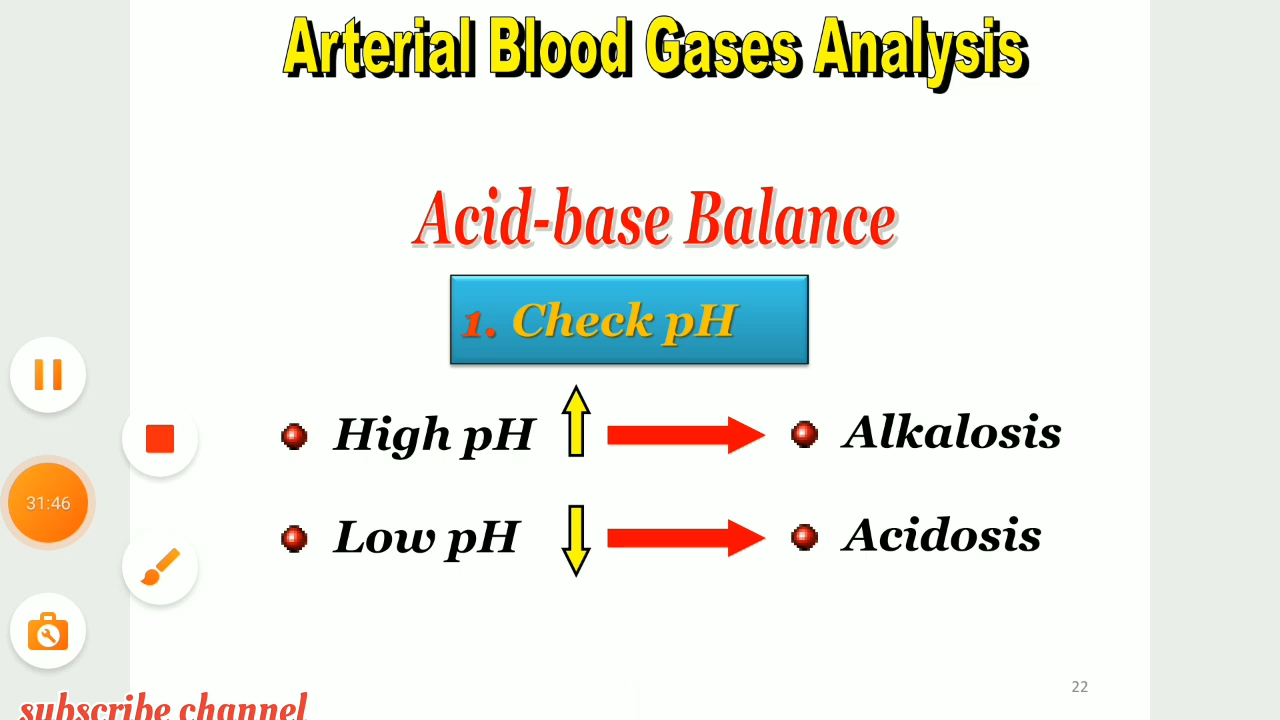 Arterial Blood Gases Analysis
Acid-base Balance
1. Check pH
High pH
Alkalosis
31:46
Low pH
Acidosis
22
subscribe channel